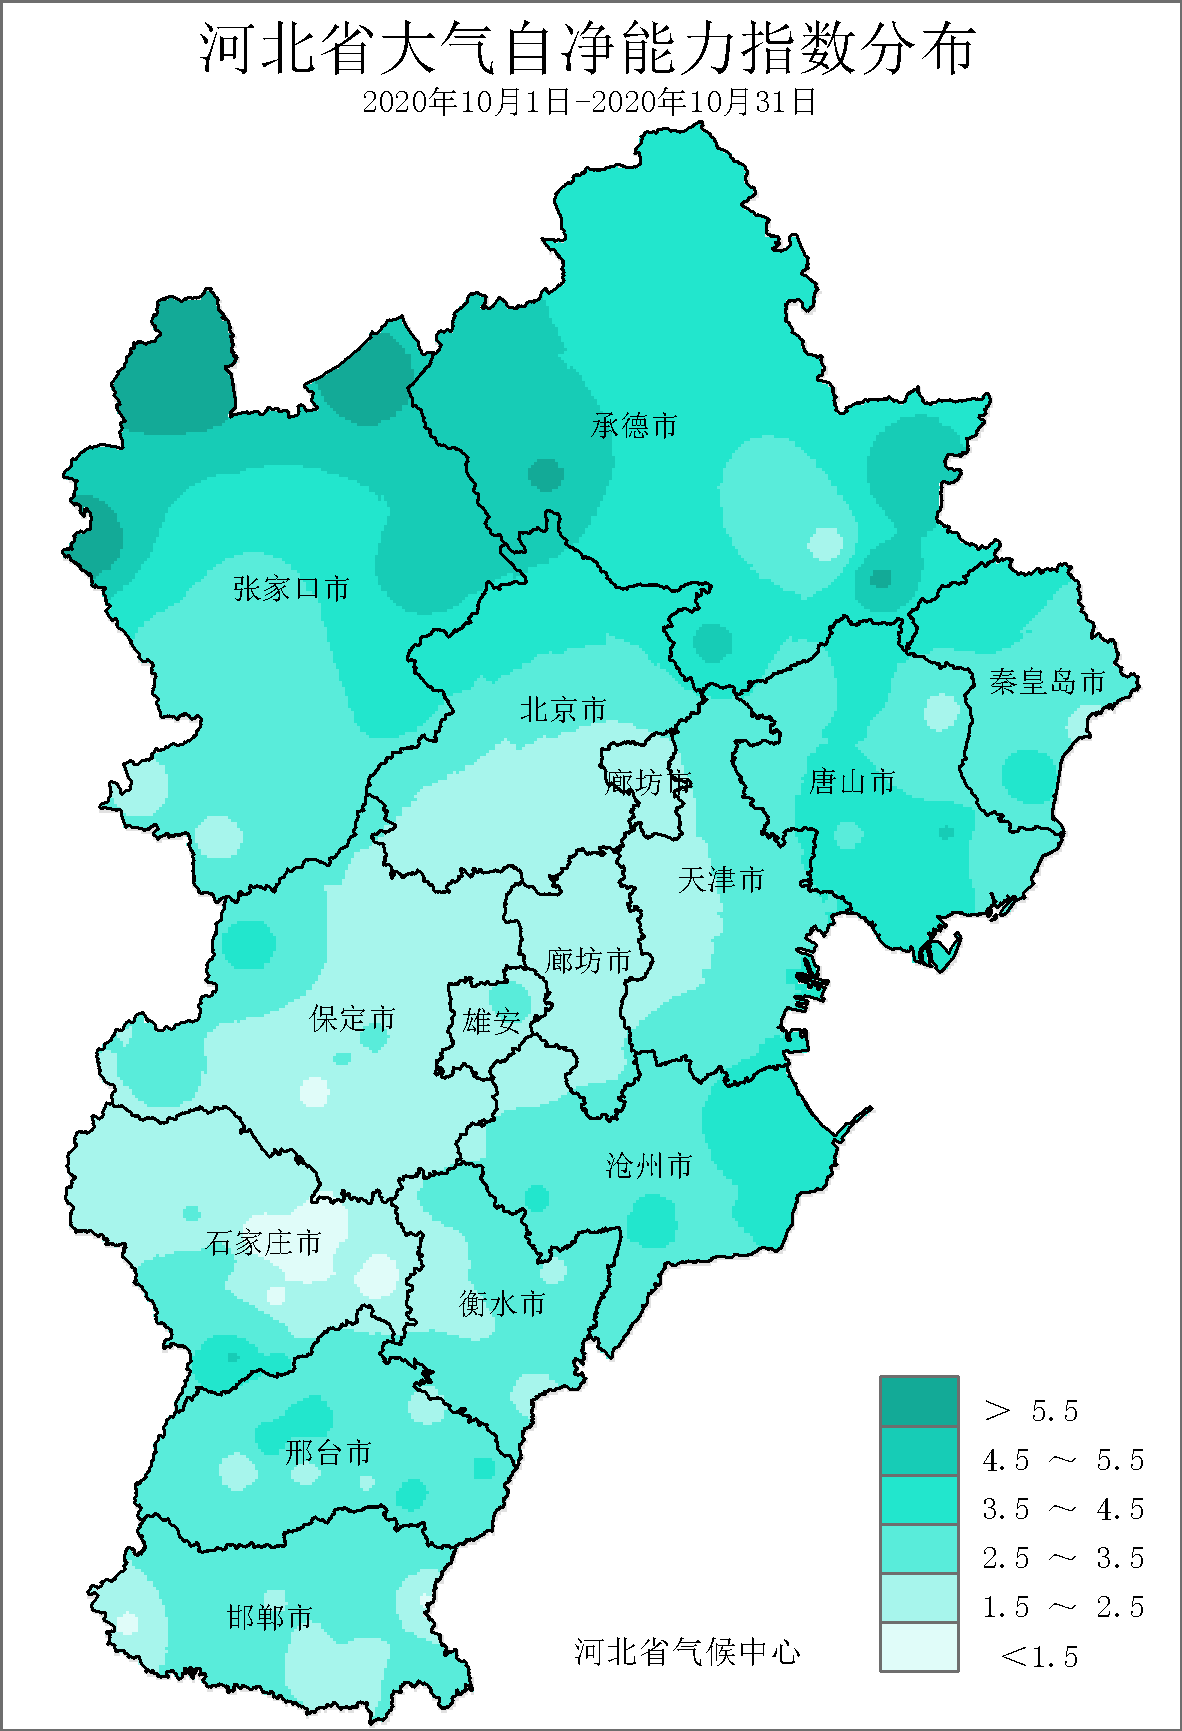 河北省大气自净能力指数分布
2020年10月1日-2020年10月31日
承德市
张家口市
秦皇岛市
北京市
廊坊市
唐山市
天津市
廊坊市
保定市
雄安
沧州市
石家庄市
衡水市
邢台市
邯郸市
> 5.5
4.5 ~ 5.5
3.5 ~ 4.5
2.5 ~ 3.5
1.5 ~ 2.5
<1.5
河北省气候中心